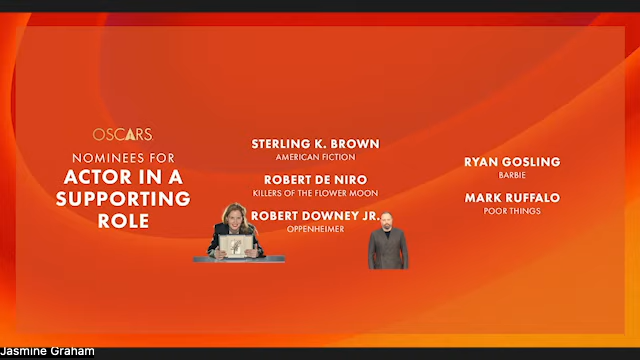 OSCARS
NOMINEES FOR
ACTOR IN A
SUPPORTING
ROLE
STERLING K. BROWN
AMERICAN FICTION
ROBERT DE NIRO
KILLERS OF THE FLOWER MOON
ROBERT DOWNEY JR.
OPPENHEIMER
RYAN GOSLING
BARBIE
MARK RUFFALO
POOR THINGS
Jasmine Graham